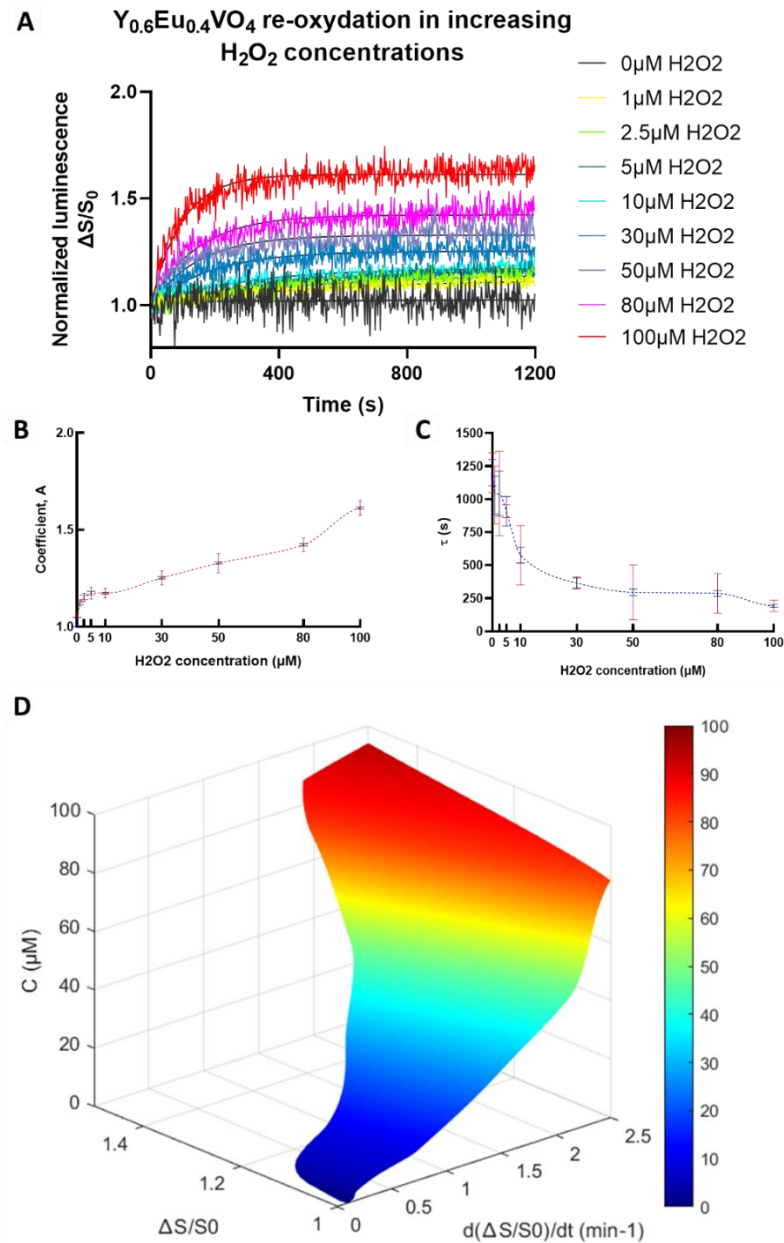 A
Y0.6Eu0.4VO4 re-oxydation in increasing
H2O2 concentrations
Normalized luminescence
ΔS/S0
2.0
1.5
1.0
0
400
800
1200
Time (s)
0µM H2O2
1µM H2O2
2.5µM H2O2
5µM H2O2
10µM H2O2
30µM H2O2
50µM H2O2
80µM H2O2
100µM H2O2
B
Coefficient, A
2.0
1.5
1.0
0
5
10
30
50
80
100
H2O2 concentration (µM)
C
τ (s)
1500
1250
1000
750
500
250
0
0
5
10
30
50
80
100
H2O2 concentration (µM)
D
C (µM)
100
80
60
40
20
0
1.4
1.2
1
ΔS/S0
0
0.5
1
1.5
2
2.5
d(ΔS/S0)/dt (min-1)
100
90
80
70
60
50
40
30
20
10
0